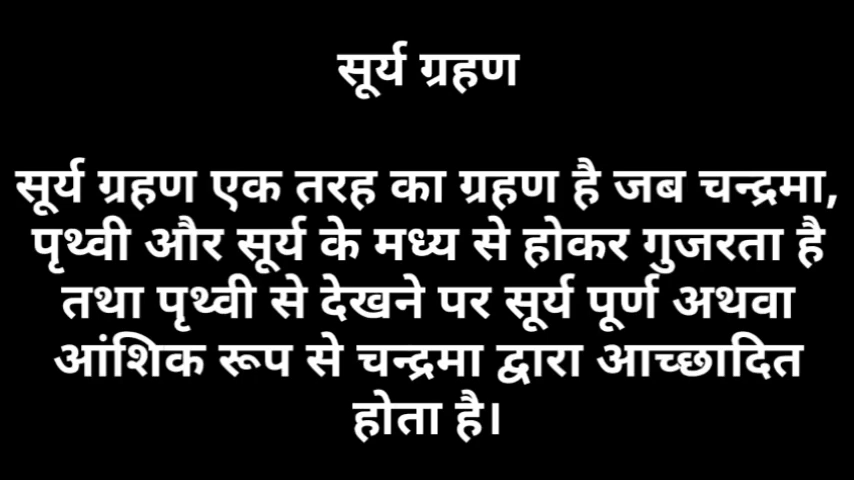 सूर्य ग्रहण
सूर्य ग्रहण एक तरह का ग्रहण है जब चन्द्रमा,
पृथ्वी और सूर्य के मध्य से होकर गुजरता है
तथा पृथ्वी से देखने पर सूर्य पूर्ण अथवा
आंशिक रूप से चन्द्रमा द्वारा आच्छादित
होता है।